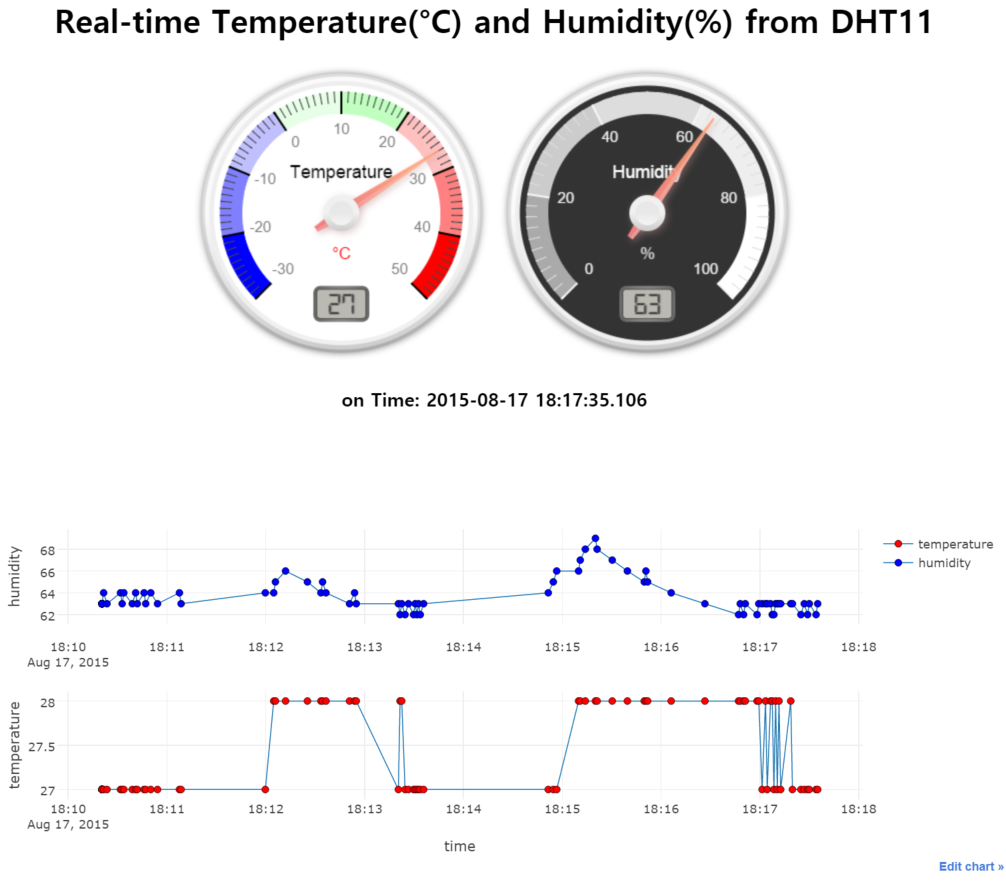 Real-time Temperature(°C) and Humidity(%) from DHT11
0 10 20
-10 Temperature 30
-20 40
°C
-30 50
27
40 60
Humidity
20 80
%
0 100
63
on Time: 2015-08-17 18:17:35.106
temperature
humidity
humidity
68
66
64
62
18:10 18:11 18:12 18:13 18:14 18:15 18:16 18:17 18:18
Aug 17, 2015
temperature
28
27.5
27
18:10 18:11 18:12 18:13 18:14 18:15 18:16 18:17 18:18
Aug 17, 2015
time
Edit chart »